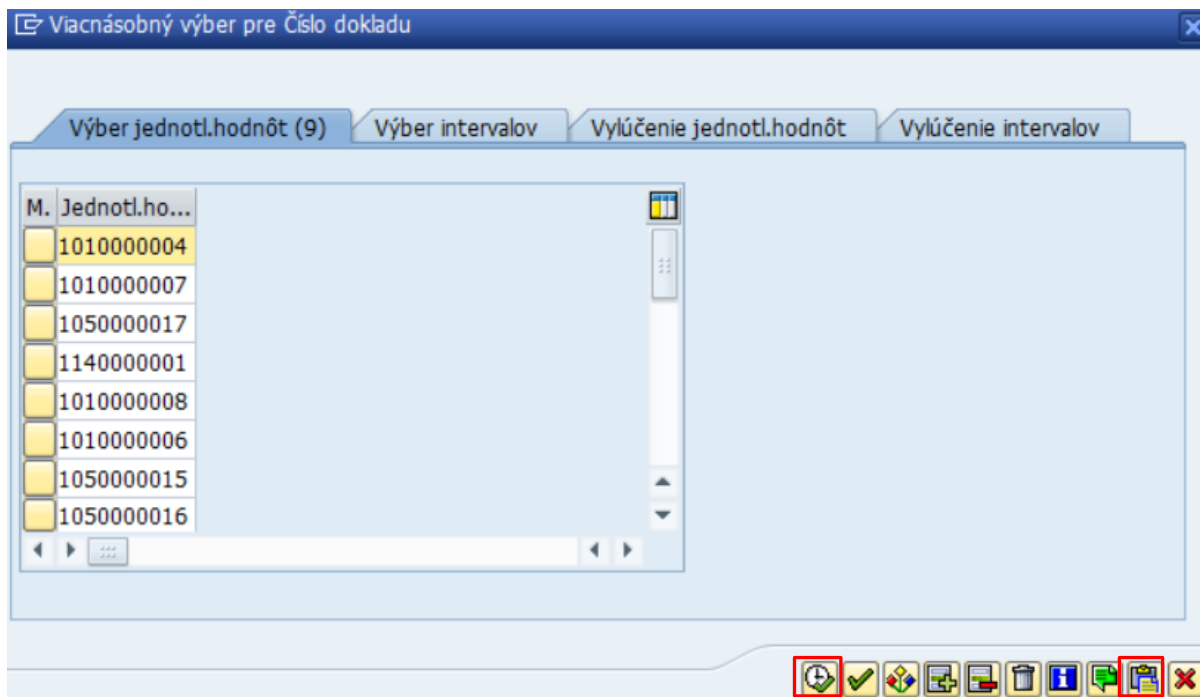 Viacnásobný výber pre Číslo dokladu
Výber jednotl.hodnôt (9) Výber intervalov Vylúčenie jednotl.hodnôt Vylúčenie intervalov
M. Jednotl.ho...
1010000004
1010000007
1050000017
1140000001
1010000008
1010000006
1050000015
1050000016